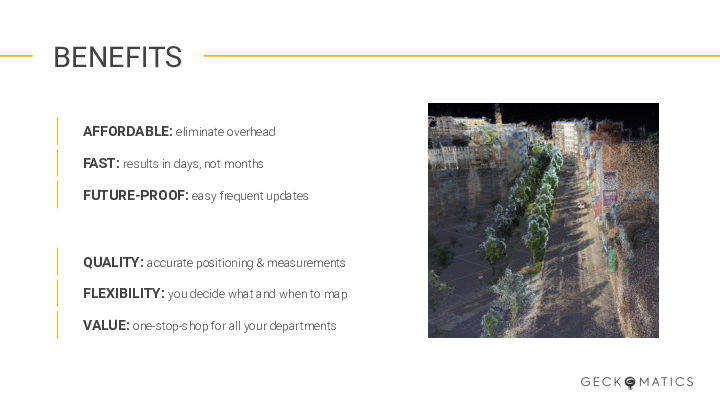 BENEFITS
AFFORDABLE: eliminate overhead
FAST: results in days, not months
FUTURE-PROOF: easy frequent updates
QUALITY: accurate positioning & measurements
FLEXIBILITY: you decide what and when to map
VALUE: one-stop-shop for all your departments
GECKOMATICS